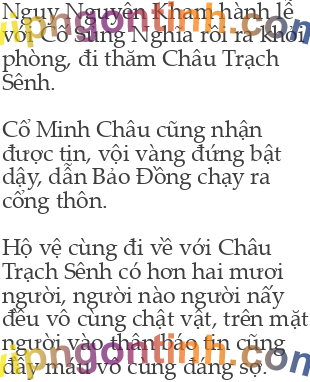 Ngụy Nguyên Kham hành lễ
với Cổ Sùng Nghĩa rồi ra khỏi
phòng, đi thăm Châu Trạch
Sênh.
Cổ Minh Châu cũng nhận
được tin, vội vàng đứng bật
dậy, dẫn Bảo Đồng chạy ra
cổng thôn.
Hộ vệ cùng đi về với Châu
Trạch Sênh có hơn hai mươi
người, người nào người nấy
đều vô cùng chật vật, trên mặt
người vào thân báo tin cũng
đầy máu vô cùng đáng sợ.
vipngontinh.com
vipngontinh.com